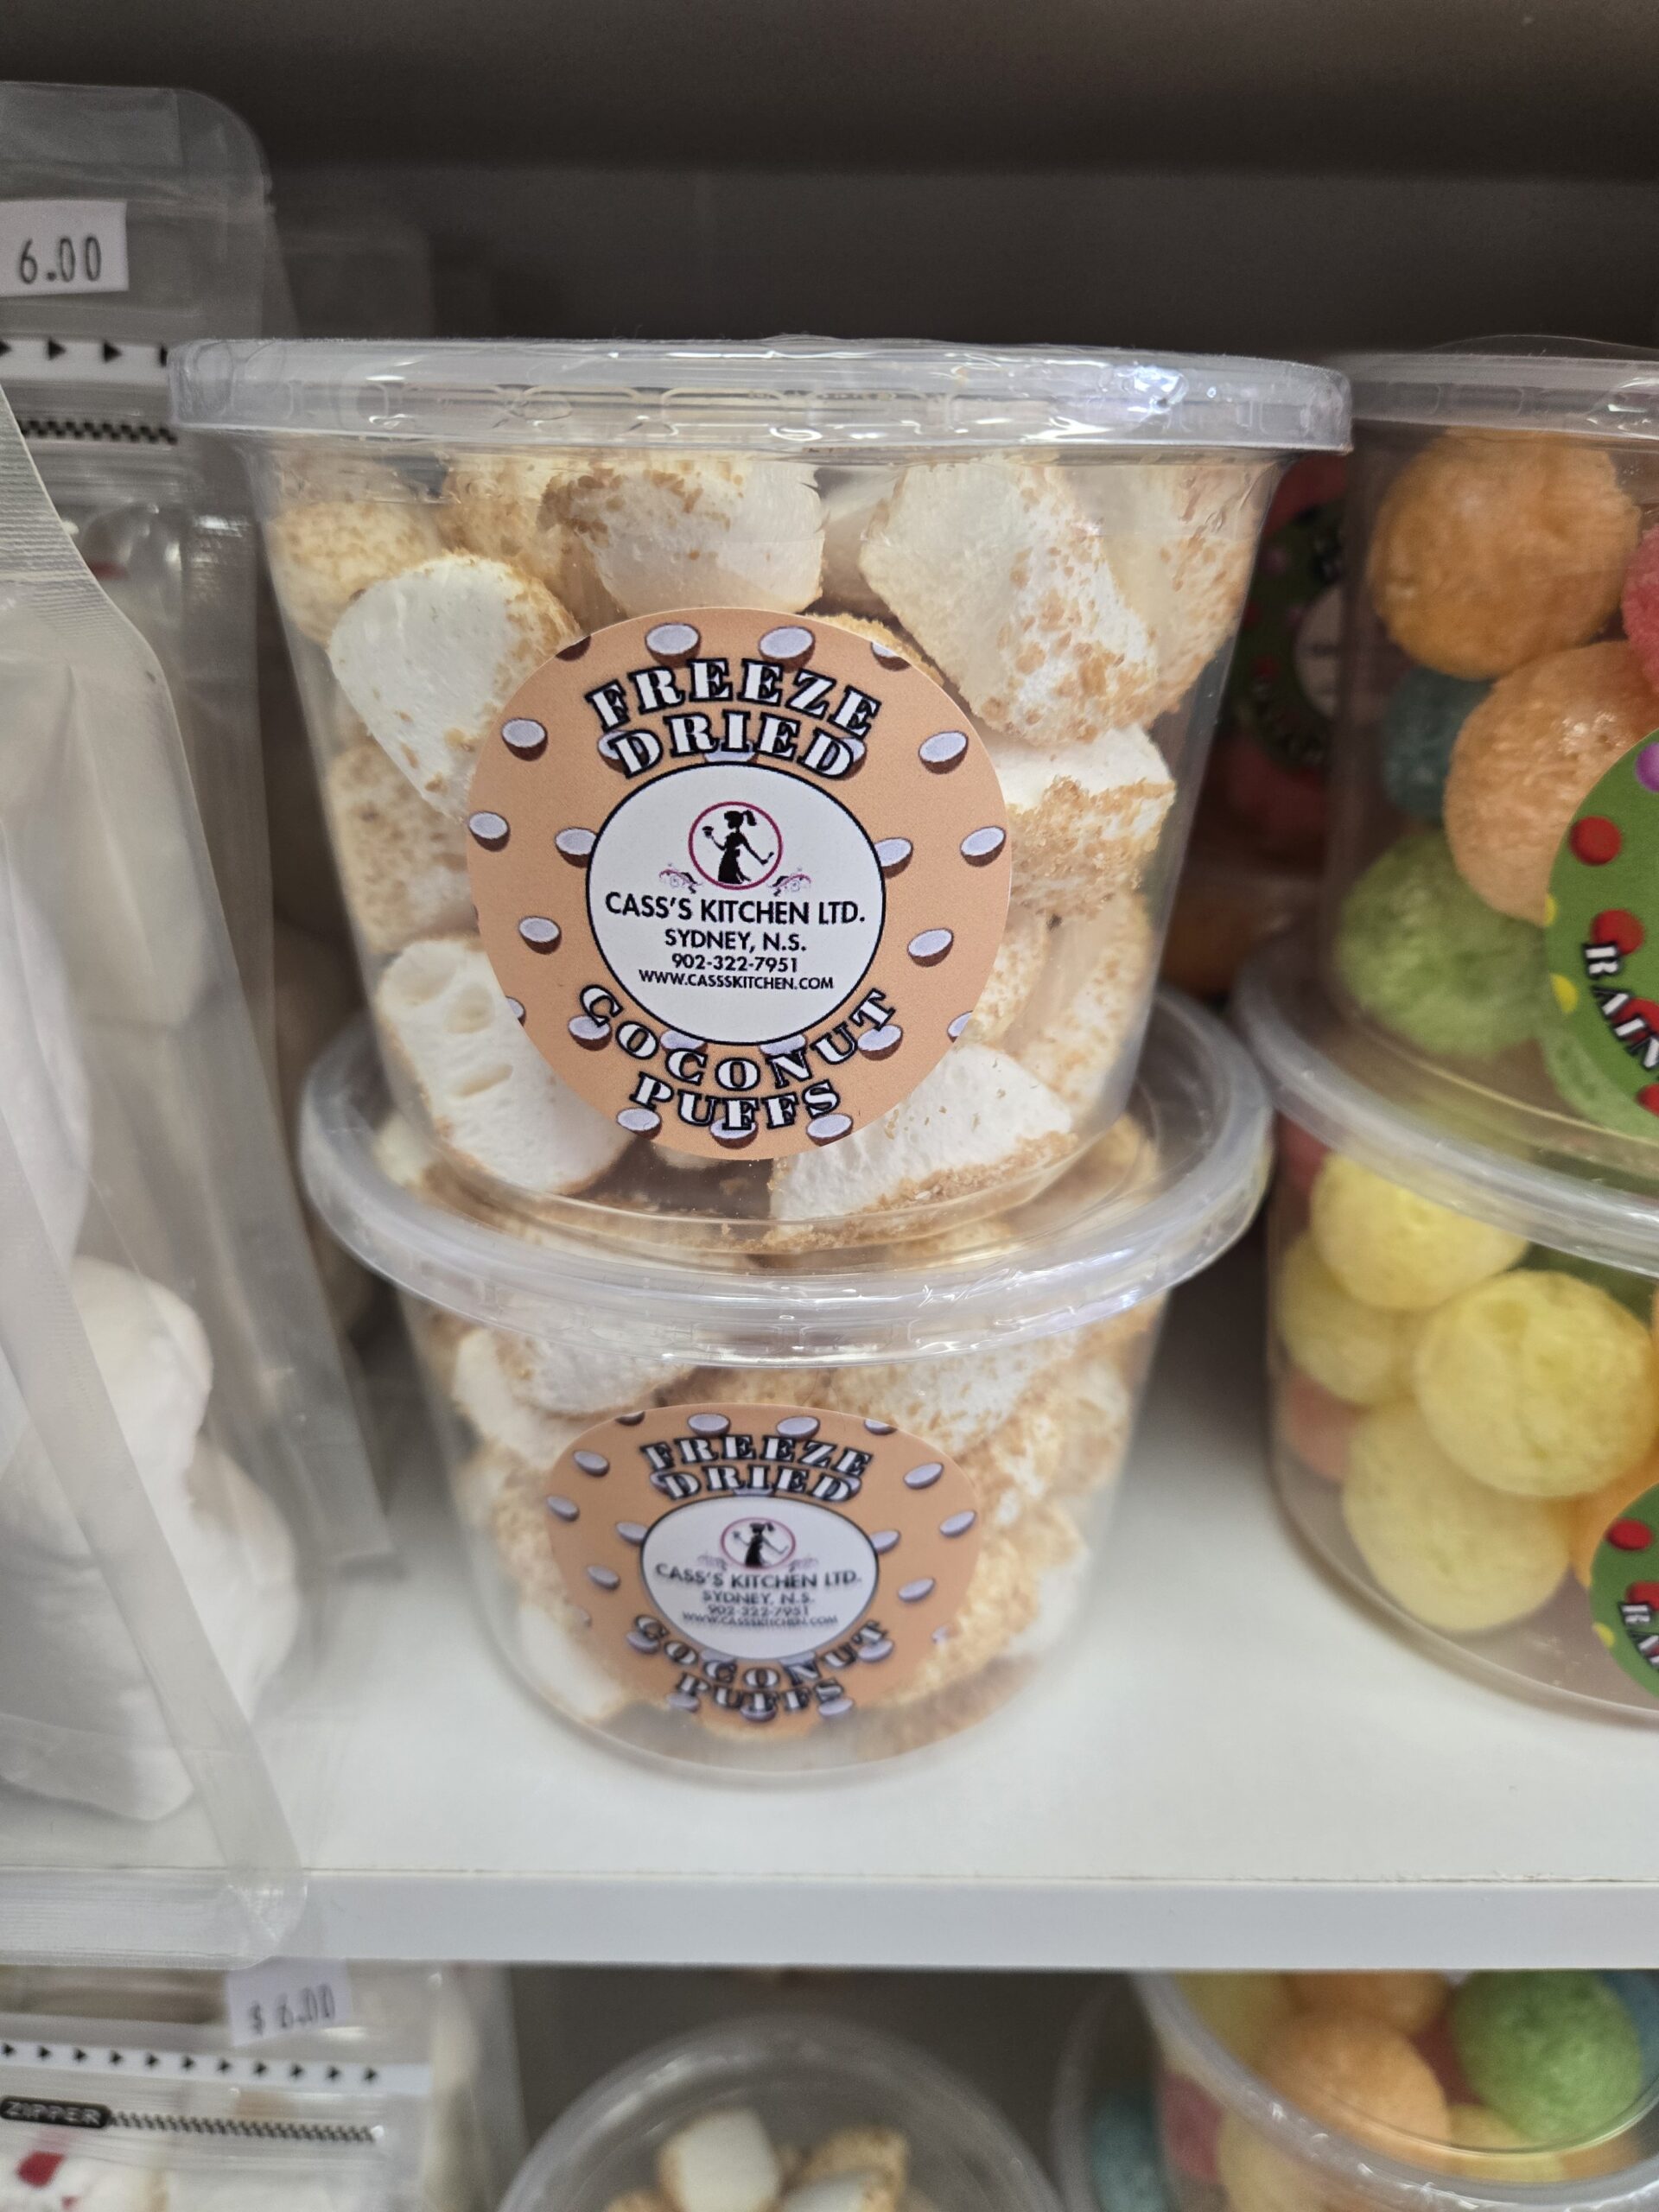 6.00
FREEZE
DRIED
CASS'S KITCHEN LTD.
SYDNEY, N.S.
902-322-7951
WWW.CASSSKITCHEN.COM
COCONUT
PUFFS
FREEZE
DRIED
CASS'S KITCHEN LTD.
SYDNEY, N.S.
902-322-7951
WWW.CASSSKITCHEN.COM
COCONUT
PUFFS
$ 6.00
ZIPPER